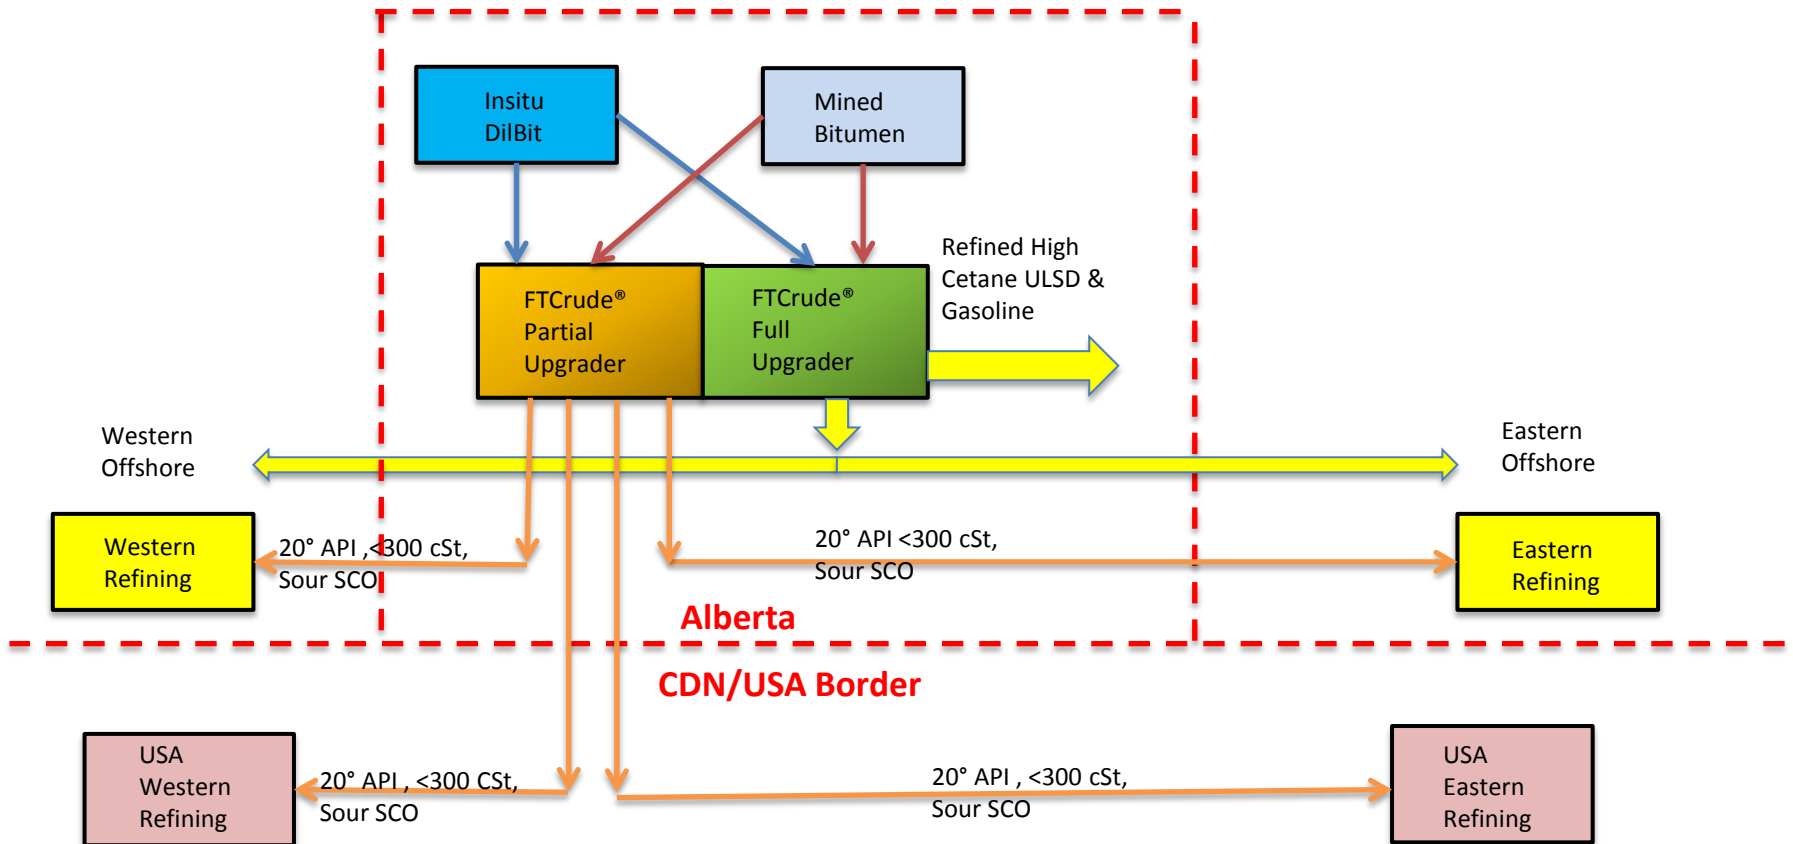 Insitu
DilBit
Mined
Bitumen
Refined High
Cetane ULSD &
Gasoline
FTCrude®
Partial
Upgrader
FTCrude®
Full
Upgrader
Western
Offshore
Eastern
Offshore
Western
Refining
20° API ,<300 cSt,
Sour SCO
20° API <300 cSt,
Sour SCO
Eastern
Refining
Alberta
CDN/USA Border
USA
Western
Refining
20° API , <300 CSt,
Sour SCO
20° API , <300 cSt,
Sour SCO
USA
Eastern
Refining